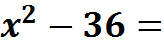 x² − 36 =